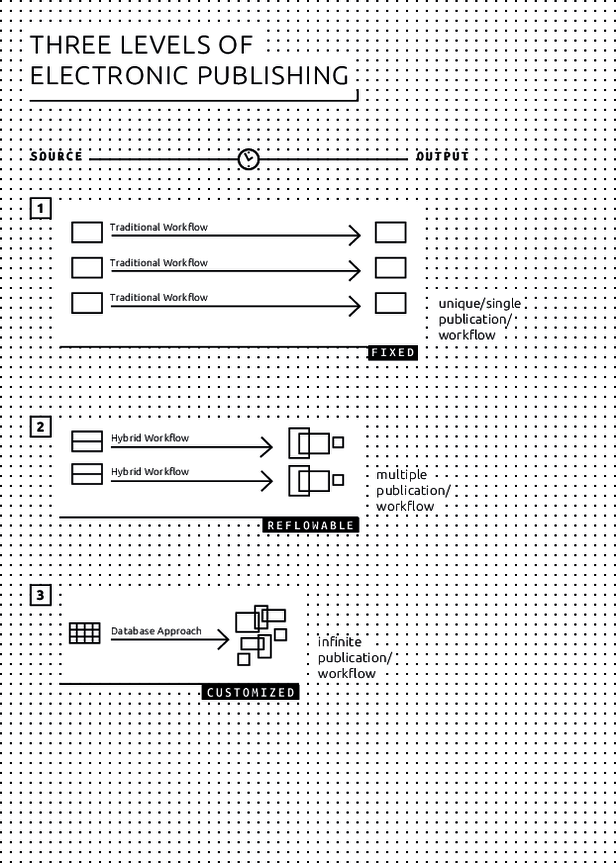 THREE LEVELS OF
ELECTRONIC PUBLISHING
SOURCE OUTPUT
1
Traditional Workflow
Traditional Workflow
Traditional Workflow
unique/single
publication/
workflow
FIXED
2
Hybrid Workflow
Hybrid Workflow
multiple
publication/
workflow
REFLOWABLE
3
Database Approach
infinite
publication/
workflow
CUSTOMIZED